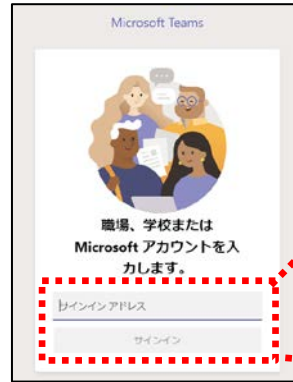 Microsoft Teams
職場、学校または
Microsoft アカウントを入
力します。
サインイン アドレス
サインイン